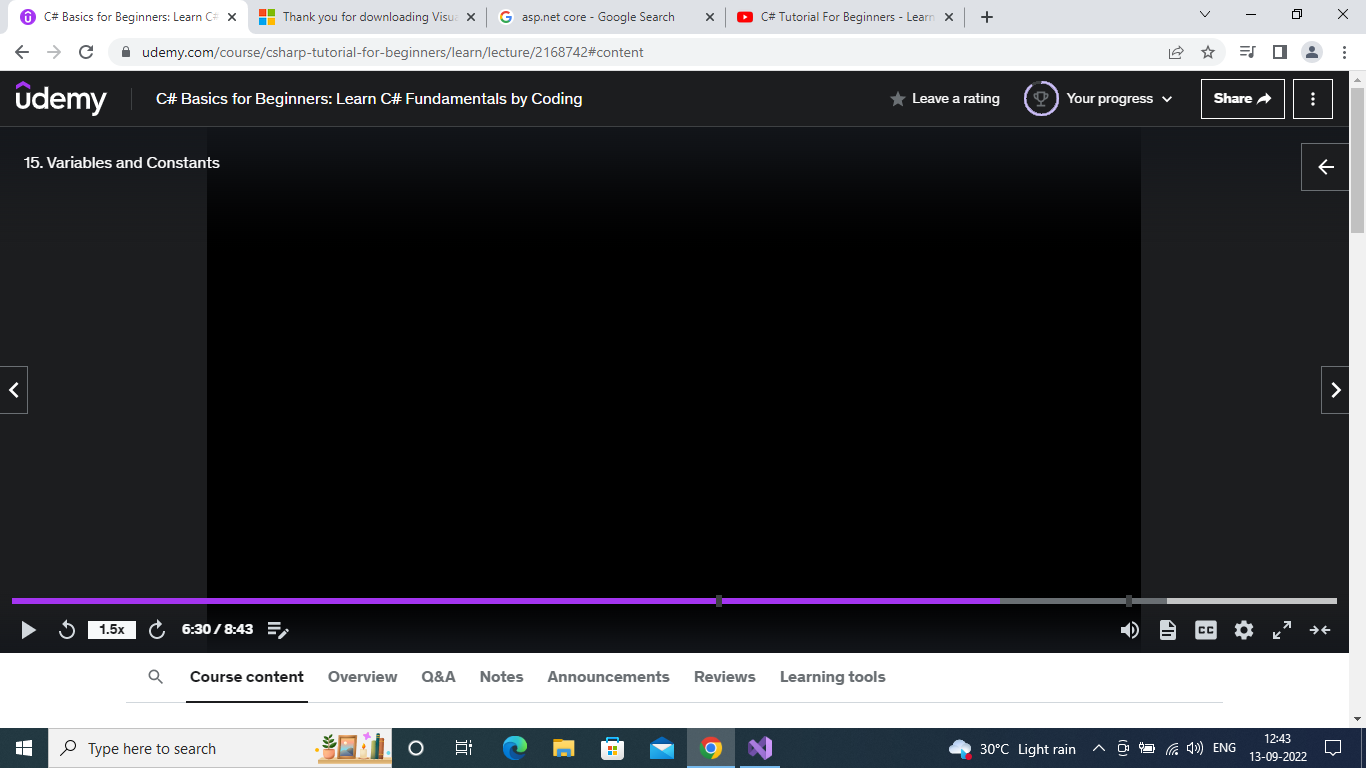 C# Basics for Beginners: Learn C#
Thank you for downloading Visua
asp.net core - Google Search
C# Tutorial For Beginners - Learn
udemy.com/course/csharp-tutorial-for-beginners/learn/lecture/2168742#content
udemy
C# Basics for Beginners: Learn C# Fundamentals by Coding
Leave a rating
Your progress
Share
15. Variables and Constants
1.5x
6:30 / 8:43
CC
Course content
Overview
Q&A
Notes
Announcements
Reviews
Learning tools
Type here to search
30°C Light rain
ENG
12:43
13-09-2022